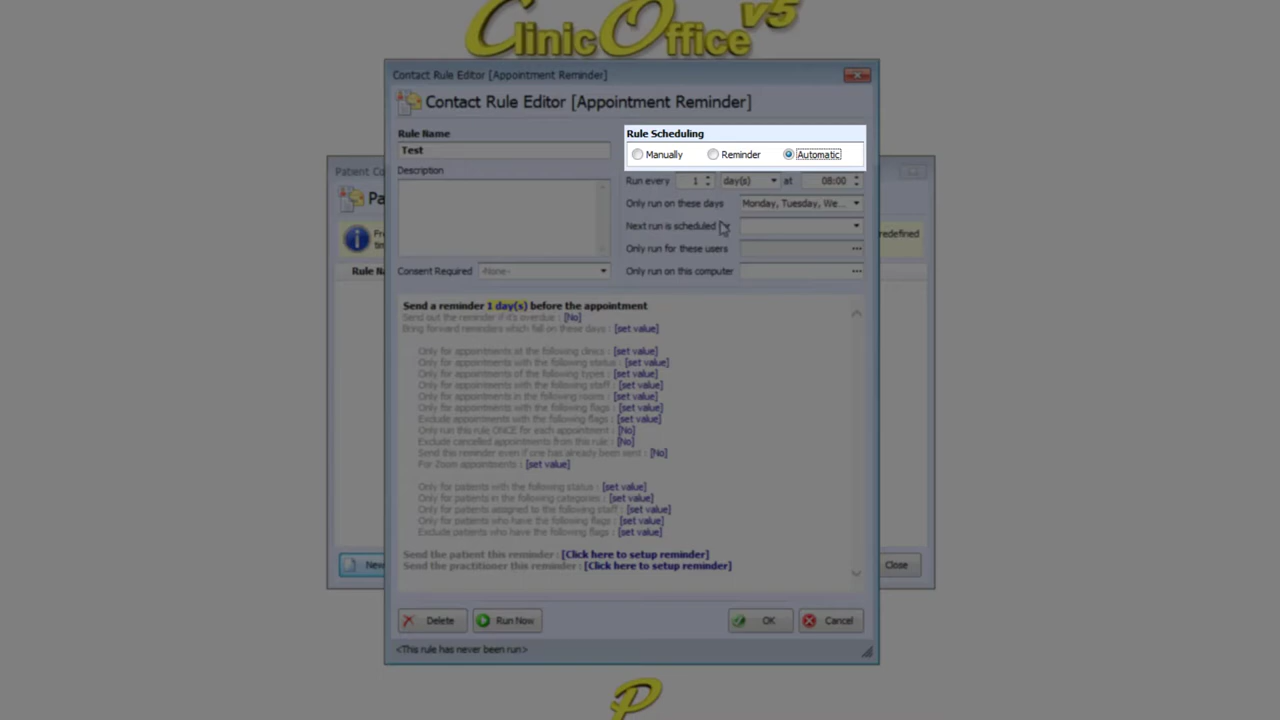 ClinicOffice v5
Contact Rule Editor [Appointment Reminder]
Contact Rule Editor [Appointment Reminder]
Rule Name
Test
Description
Consent Required -None-
Rule Scheduling
Manually Reminder Automatic
Run every 1 day(s) at 08:00
Only run on these days Monday, Tuesday, We...
Next run is scheduled
Only run for these users ...
Only run on this computer ...
Patient Co
Pa
Fr
tim
redefined
Rule Na
Send a reminder 1 day(s) before the appointment
Send out the reminder if it's overdue : [No]
Bring forward reminders which fall on these days : [set value]
Only for appointments at the following clinics : [set value]
Only for appointments with the following status : [set value]
Only for appointments of the following types : [set value]
Only for appointments with the following staff : [set value]
Only for appointments in the following rooms : [set value]
Only for appointments with the following flags : [set value]
Exclude appointments with the following flags : [set value]
Only run this rule ONCE for each appointment : [No]
Exclude cancelled appointments from this rule : [No]
Send this reminder even if one has already been sent : [No]
For Zoom appointments : [set value]
Only for patients with the following status : [set value]
Only for patients in the following categories : [set value]
Only for patients assigned to the following staff : [set value]
Only for patients who have the following flags : [set value]
Exclude patients who have the following flags : [set value]
Send the patient this reminder : [Click here to setup reminder]
Send the practitioner this reminder : [Click here to setup reminder]
New
Close
Delete Run Now OK Cancel
<This rule has never been run>
P